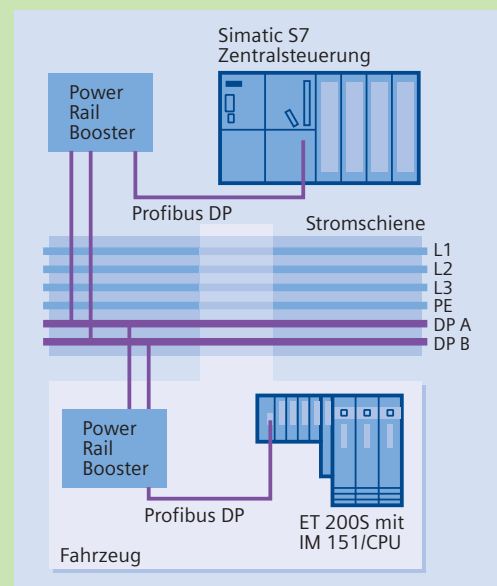 Simatic S7
Zentralsteuerung
Power
Rail
Booster
Profibus DP
Stromschiene
L1
L2
L3
PE
DP A
DP B
Power
Rail
Booster
Profibus DP
ET 200S mit
IM 151/CPU
Fahrzeug